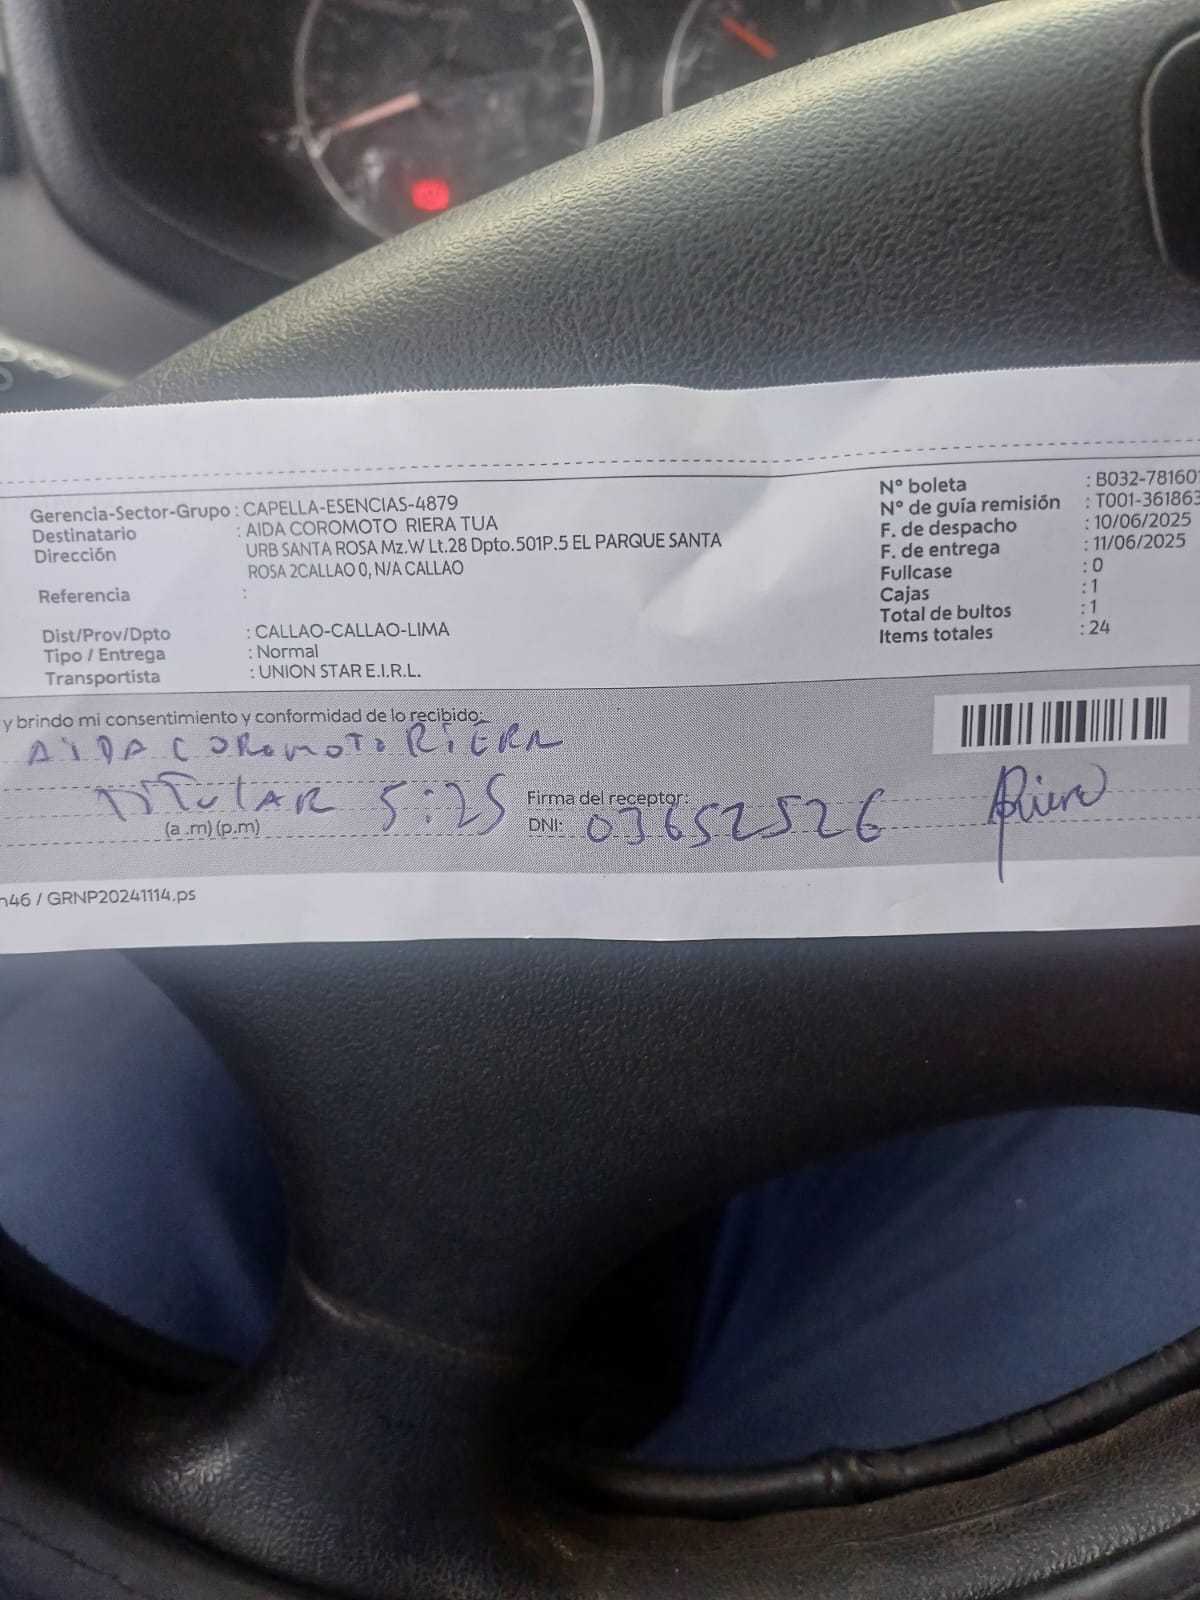 Gerencia-Sector-Grupo : CAPELLA-ESENCIAS-4879
Destinatario : AIDA COROMOTO RIERA TUA
Dirección URB SANTA ROSA Mz.W Lt.28 Dpto.501P.5 EL PARQUE SANTA
ROSA 2CALLAO 0, N/A CALLAO
Referencia :
Dist/Prov/Dpto : CALLAO-CALLAO-LIMA
Tipo / Entrega : Normal
Transportista : UNION STAR E.I.R.L.
N° boleta : B032-781601
N° de guía remisión : T001-361863
F. de despacho : 10/06/2025
F. de entrega : 11/06/2025
Fullcase : 0
Cajas : 1
Total de bultos : 1
Items totales : 24
y brindo mi consentimiento y conformidad de lo recibido:
AIDA COROMOTO RIERA
TITULAR 5:25
(a .m) (p.m)
Firma del receptor: Riera
DNI: 03652526
n46 / GRNP20241114.ps